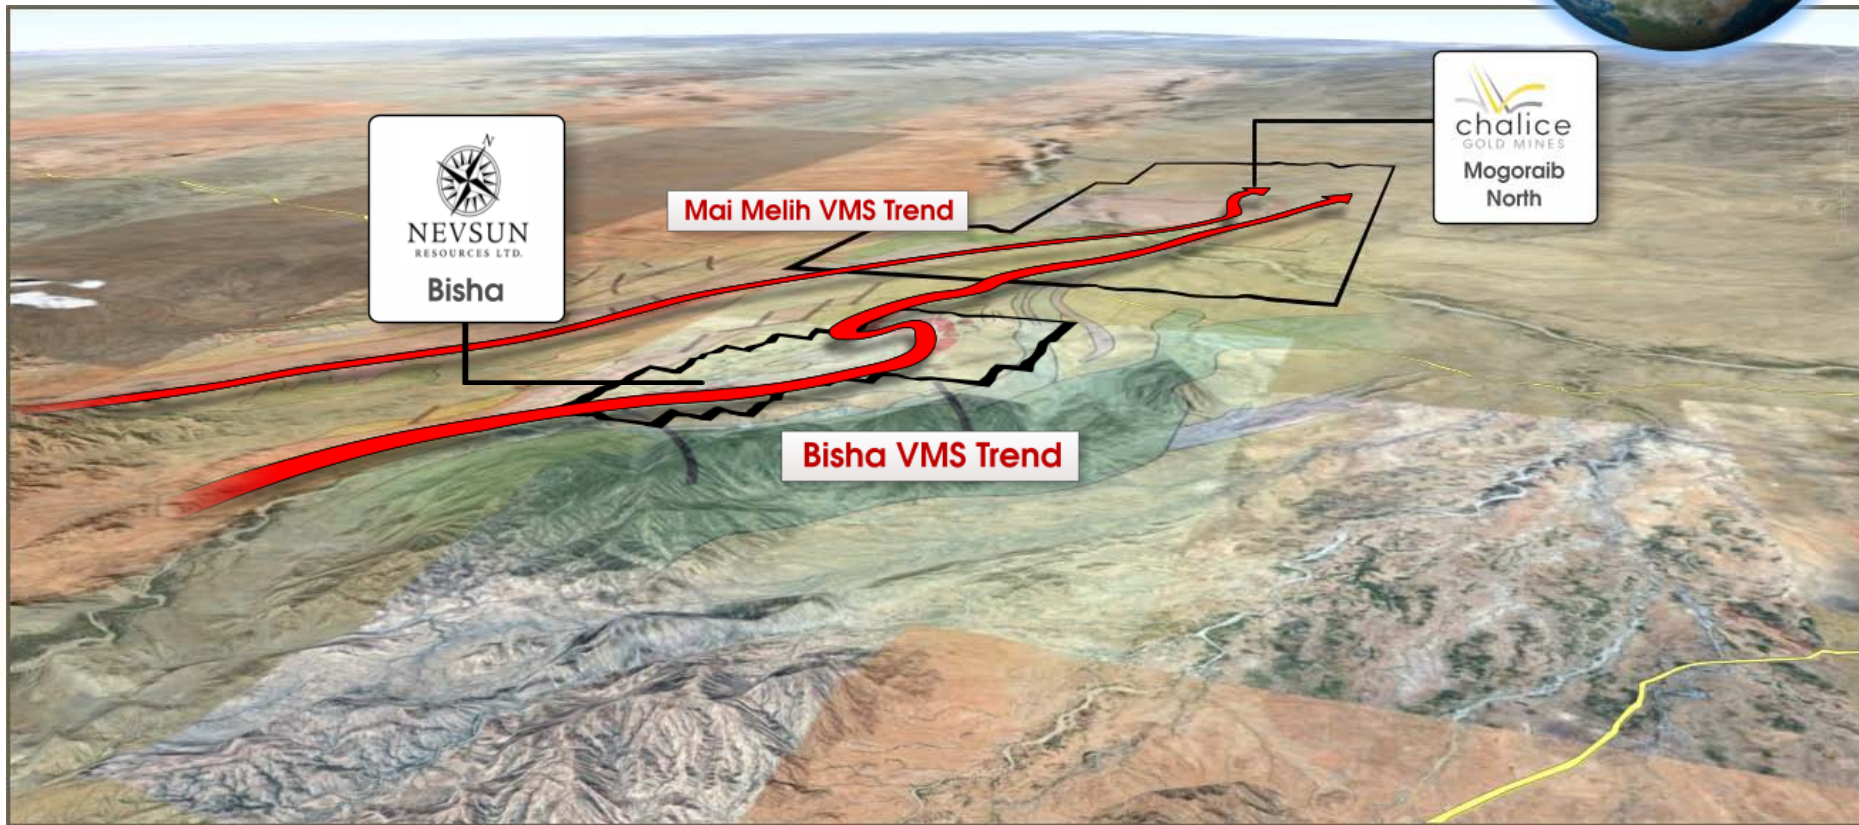 N
NEVSUN
RESOURCES LTD.
Bisha
Mai Melih VMS Trend
chalice
GOLD MINES
Mogoraib
North
Bisha VMS Trend